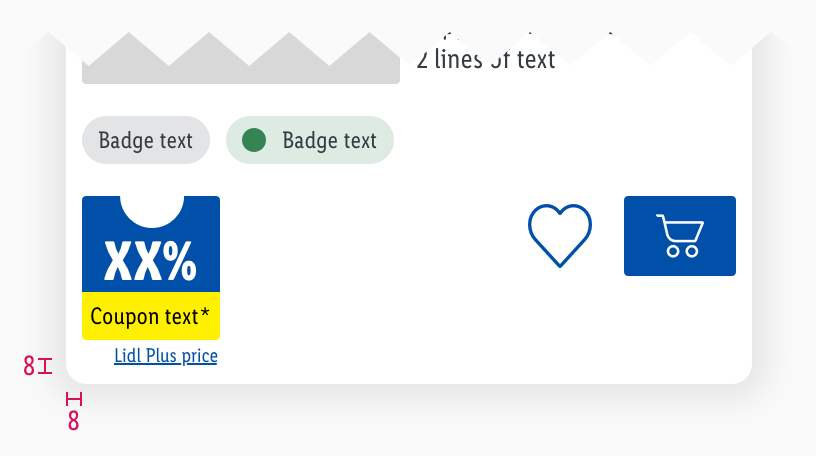 2 lines of text
Badge text
Badge text
XX%
Coupon text*
Lidl Plus price
8
8